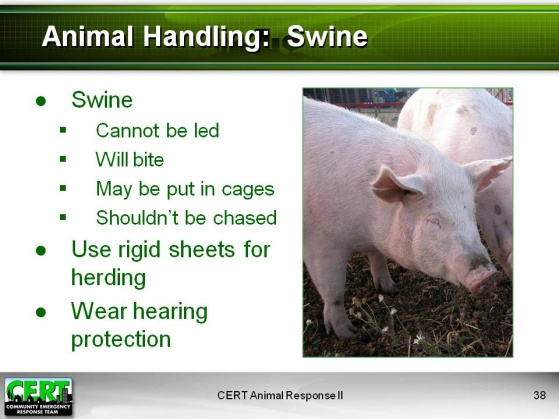 Animal Handling: Swine
● Swine
▪ Cannot be led
▪ Will bite
▪ May be put in cages
▪ Shouldn't be chased
● Use rigid sheets for
herding
● Wear hearing
protection
CERT
COMMUNITY EMERGENCY
RESPONSE TEAM
CERT Animal Response II
38